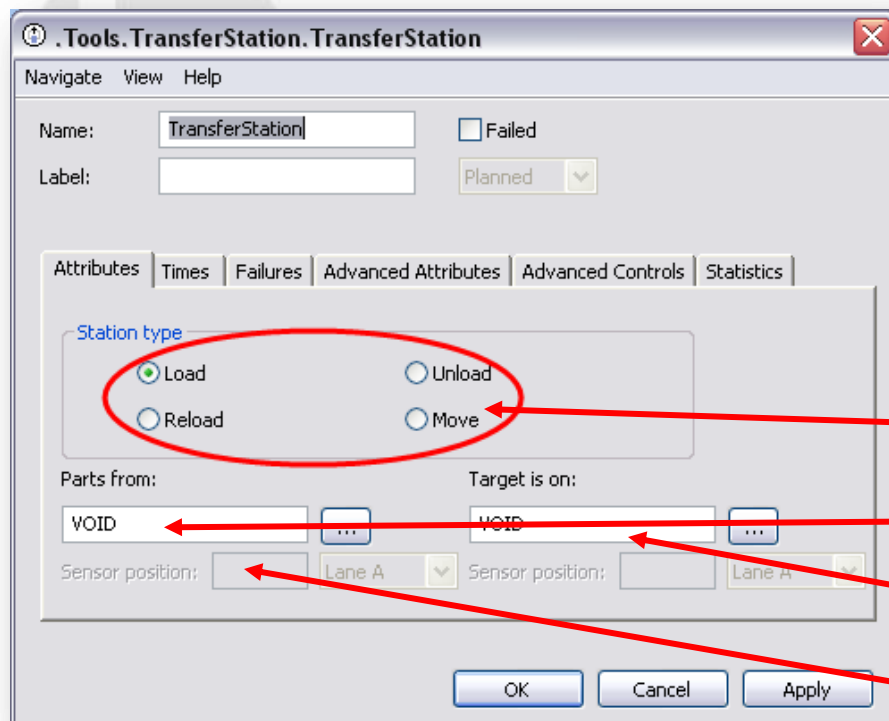 .Tools.TransferStation.TransferStation
Navigate View Help
Name: TransferStation Failed
Label: Planned
Attributes Times Failures Advanced Attributes Advanced Controls Statistics
Station type
Load Unload
Reload Move
Parts from: Target is on:
VOID ... VOID ...
Sensor position: Lane A Sensor position: Lane A
OK Cancel Apply